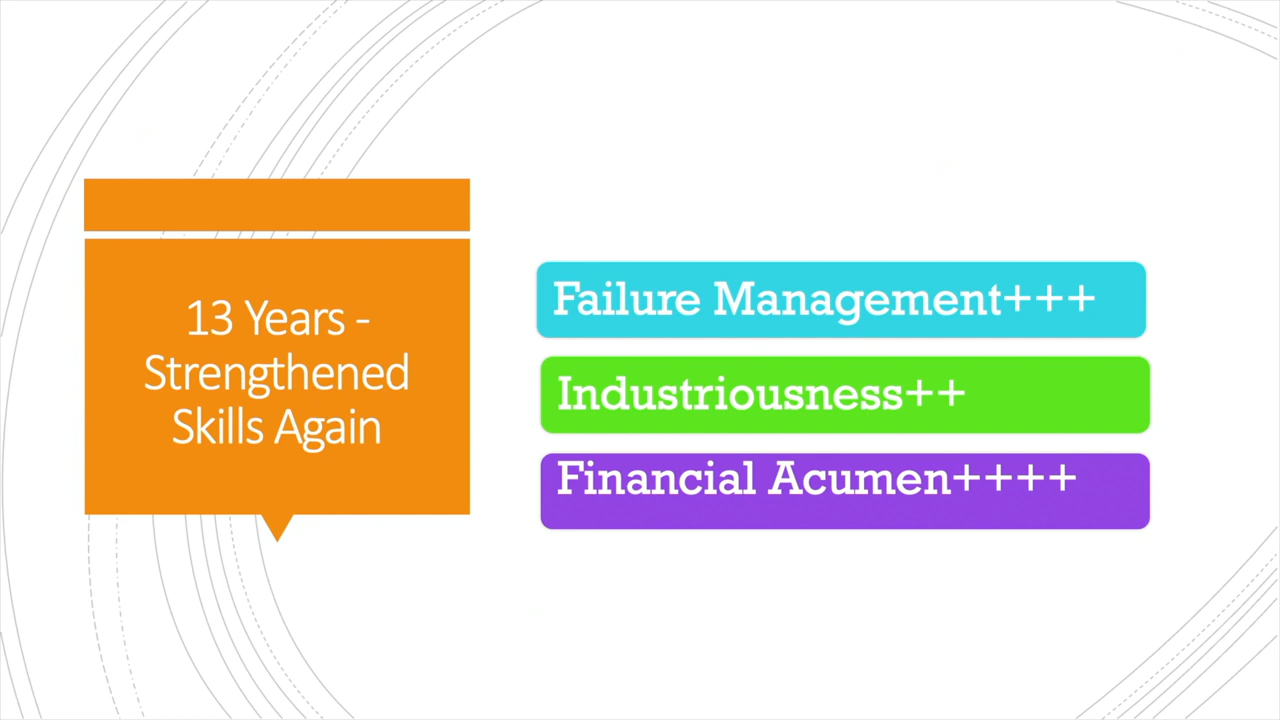 13 Years -
Strengthened
Skills Again
Failure Management+++
Industriousness++
Financial Acumen++++